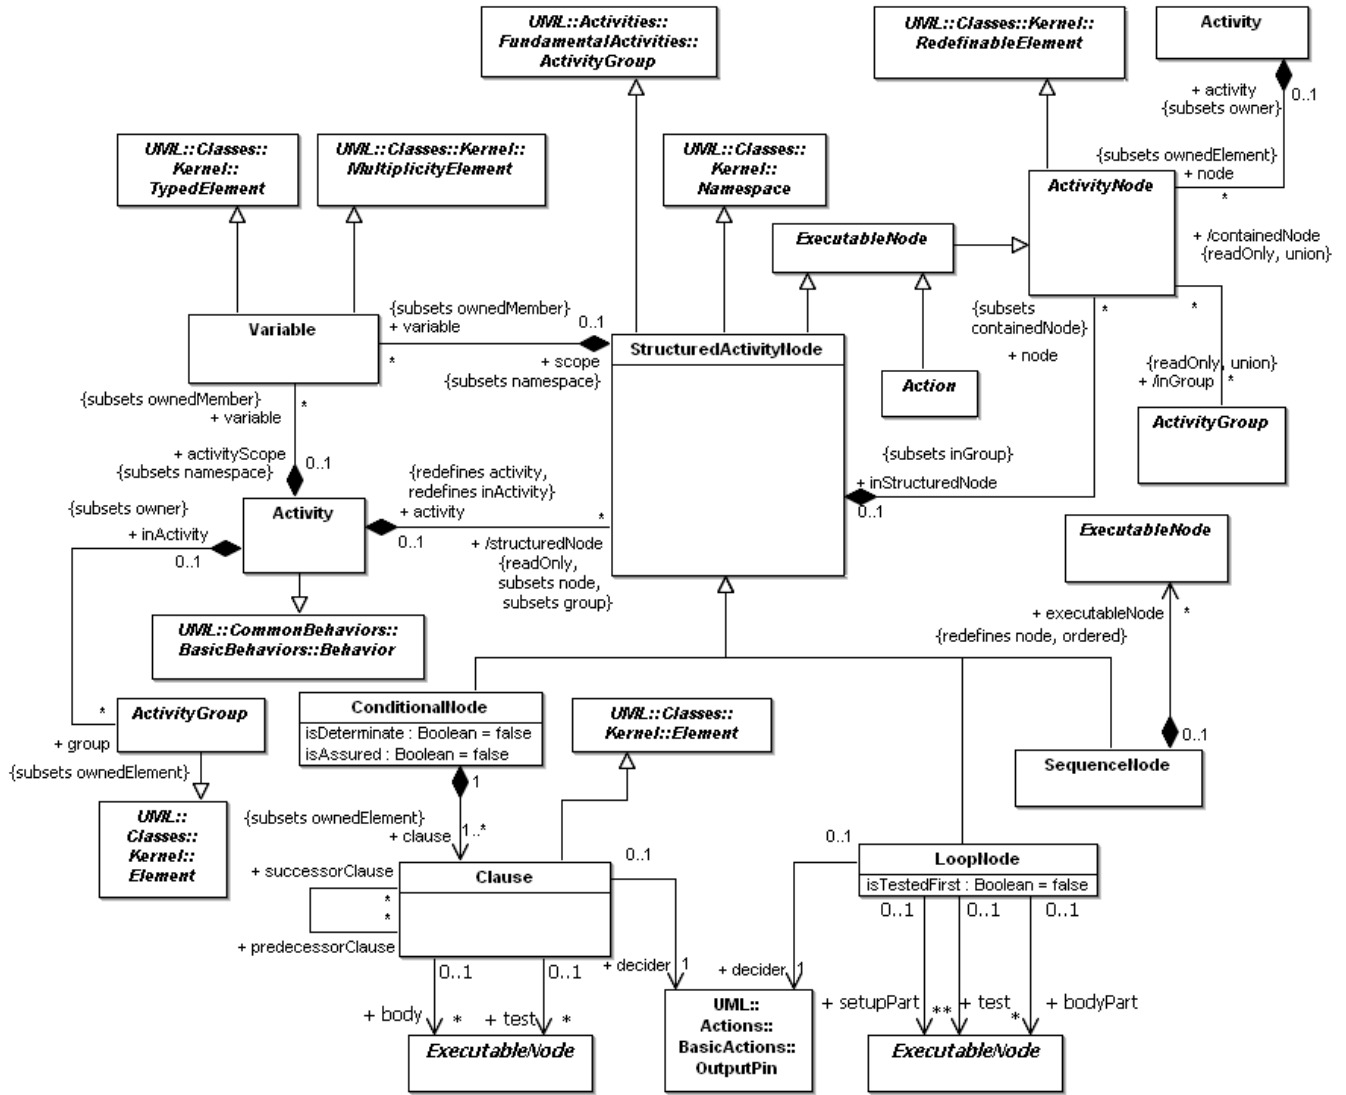 UML::Activities::
FundamentalActivities::
ActivityGroup
UML::Classes::Kernel::
RedefinableElement
Activity
+ activity
{subsets owner}
0..1
UML::Classes::
Kernel::
TypedElement
UML::Classes::Kernel::
MultiplicityElement
UML::Classes::
Kernel::
Namespace
{subsets ownedElement}
+ node
*
ActivityNode
ExecutableNode
+ /containedNode
{readOnly, union}
*
Variable
{subsets ownedMember}
+ variable
*
0..1
+ scope
{subsets namespace}
StructuredActivityNode
{subsets
containedNode}
+ node
*
Action
{readOnly, union}
+ /inGroup
*
ActivityGroup
{subsets ownedMember}
+ variable
*
+ activityScope
{subsets namespace}
0..1
{subsets owner}
+ inActivity
0..1
Activity
{redefines activity,
redefines inActivity}
+ activity
0..1
*
+ /structuredNode
{readOnly,
subsets node,
subsets group}
{subsets inGroup}
+ inStructuredNode
0..1
ExecutableNode
+ executableNode
*
{redefines node, ordered}
UML::CommonBehaviors::
BasicBehaviors::Behavior
ActivityGroup
*
+ group
{subsets ownedElement}
UML::
Classes::
Kernel::
Element
ConditionalNode
isDeterminate : Boolean = false
isAssured : Boolean = false
UML::Classes::
Kernel::Element
0..1
SequenceNode
1
{subsets ownedElement}
+ clause
1..*
+ successorClause
*
*
+ predecessorClause
Clause
0..1
0..1
LoopNode
isTestedFirst : Boolean = false
0..1
0..1
0..1
0..1
0..1
+ decider
1
+ decider
1
+ body
*
+ test
*
+ setupPart
*
*
+ test
*
+ bodyPart
ExecutableNode
UML::
Actions::
BasicActions::
OutputPin
ExecutableNode